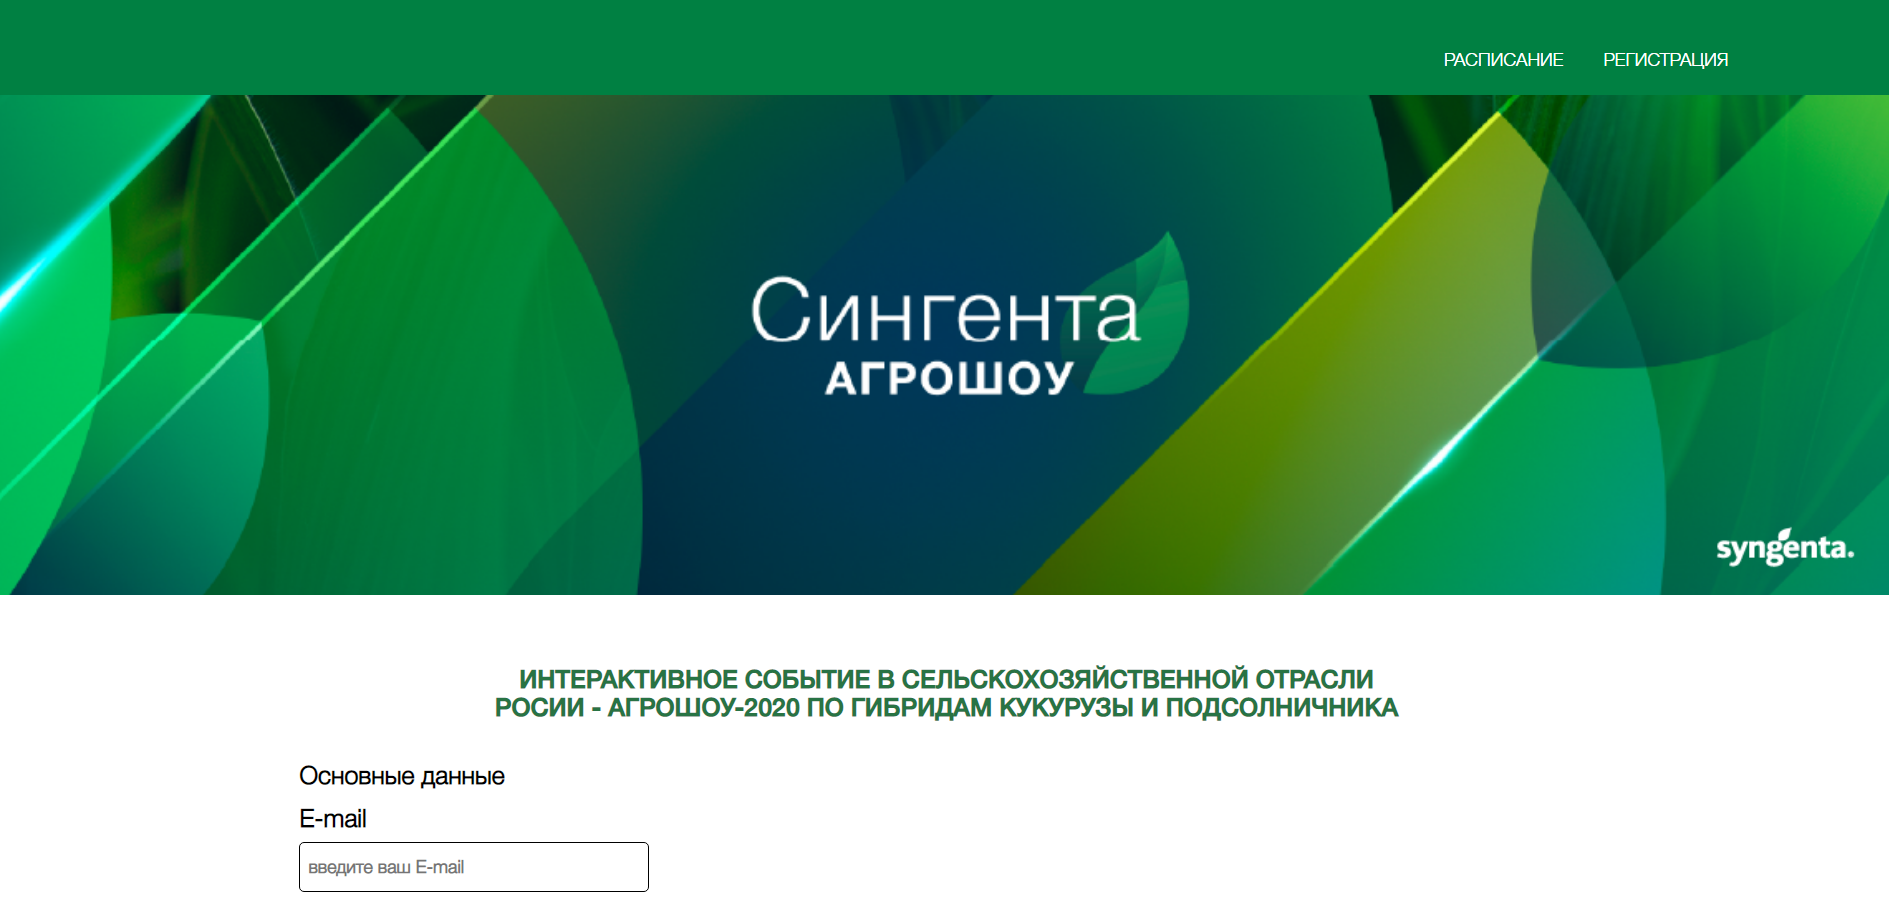 РАСПИСАНИЕ РЕГИСТРАЦИЯ
Сингента
АГРОШОУ
syngenta.
ИНТЕРАКТИВНОЕ СОБЫТИЕ В СЕЛЬСКОХОЗЯЙСТВЕННОЙ ОТРАСЛИ
РОСИИ - АГРОШОУ-2020 ПО ГИБРИДАМ КУКУРУЗЫ И ПОДСОЛНИЧНИКА
Основные данные
E-mail
введите ваш E-mail